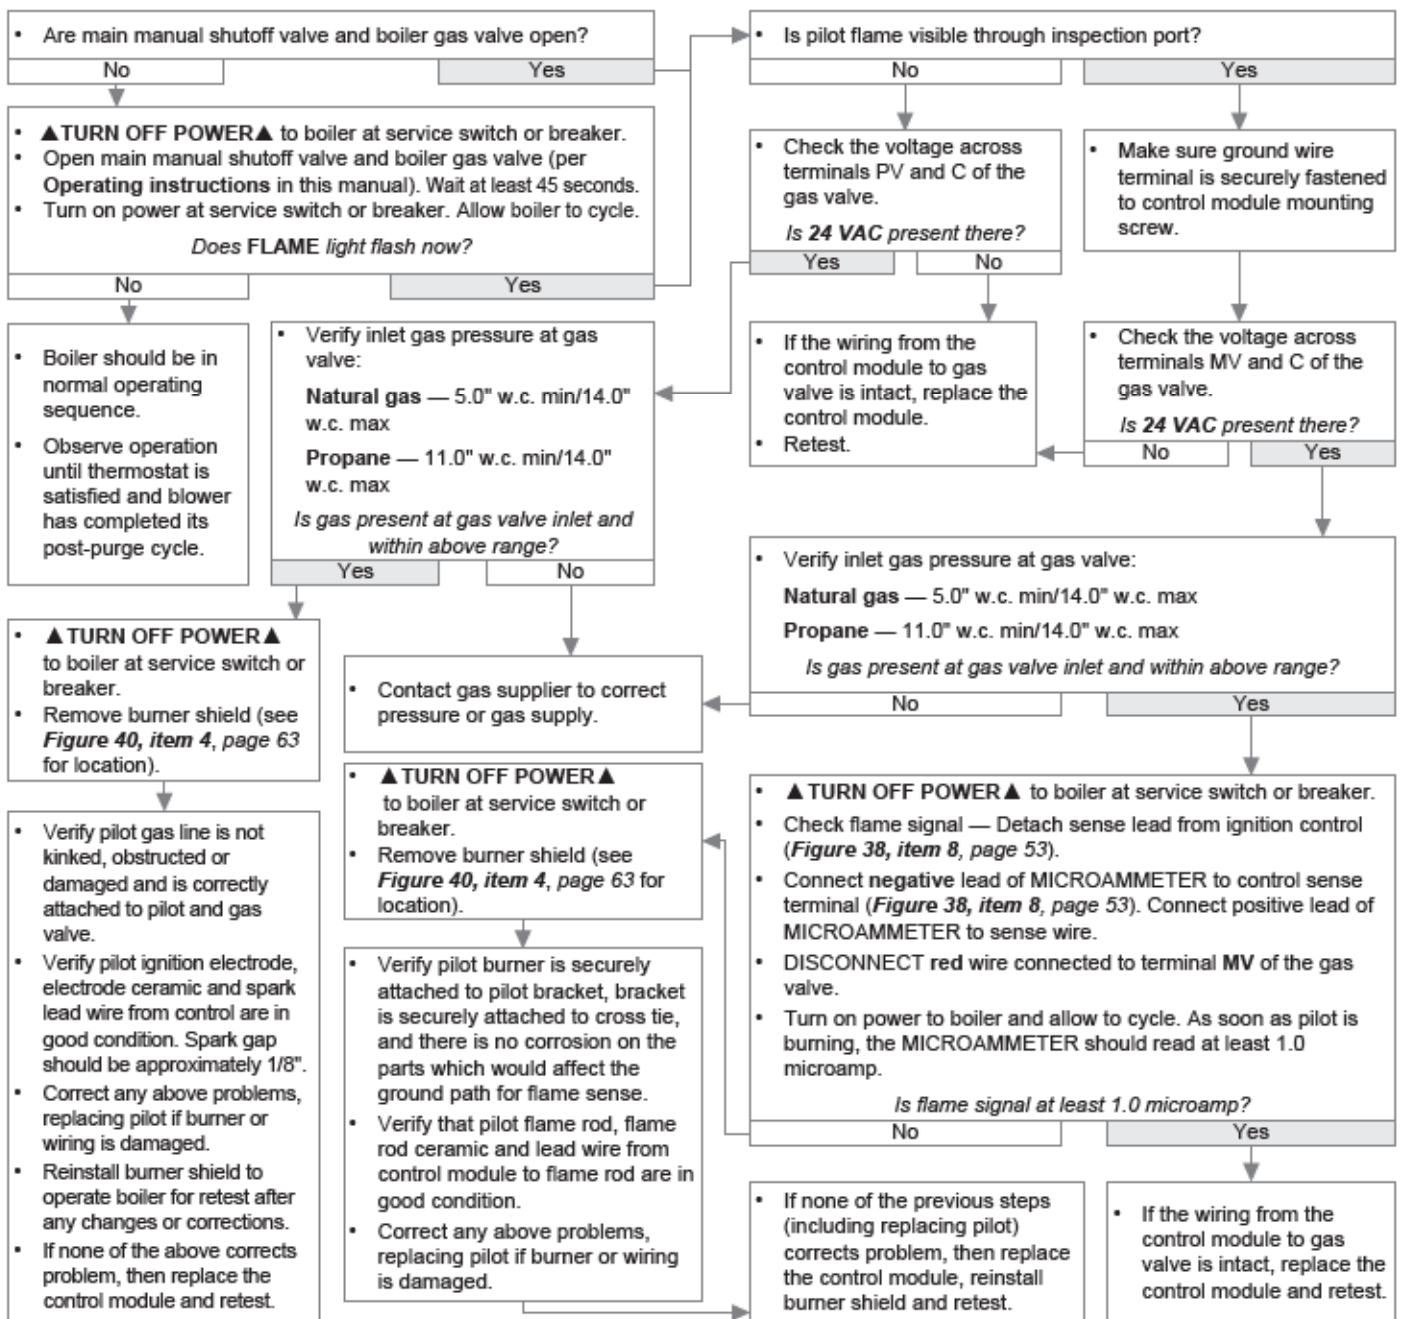 • Are main manual shutoff valve and boiler gas valve open?
No
Yes
• ▲TURN OFF POWER▲ to boiler at service switch or breaker.
• Open main manual shutoff valve and boiler gas valve (per
Operating instructions in this manual). Wait at least 45 seconds.
• Turn on power at service switch or breaker. Allow boiler to cycle.
Does FLAME light flash now?
No
Yes
• Boiler should be in
normal operating
sequence.
• Observe operation
until thermostat is
satisfied and blower
has completed its
post-purge cycle.
• Is pilot flame visible through inspection port?
No
Yes
• Check the voltage across
terminals PV and C of the
gas valve.
Is 24 VAC present there?
Yes
No
• Make sure ground wire
terminal is securely fastened
to control module mounting
screw.
• Verify inlet gas pressure at gas
valve:
Natural gas — 5.0" w.c. min/14.0"
w.c. max
Propane — 11.0" w.c. min/14.0"
w.c. max
Is gas present at gas valve inlet and
within above range?
Yes
No
• If the wiring from the
control module to gas
valve is intact, replace the
control module.
• Retest.
• Check the voltage across
terminals MV and C of the
gas valve.
Is 24 VAC present there?
No
Yes
• Verify inlet gas pressure at gas valve:
Natural gas — 5.0" w.c. min/14.0" w.c. max
Propane — 11.0" w.c. min/14.0" w.c. max
Is gas present at gas valve inlet and within above range?
No
Yes
• ▲TURN OFF POWER▲
to boiler at service switch or
breaker.
• Remove burner shield (see
Figure 40, item 4, page 63
for location).
• Contact gas supplier to correct
pressure or gas supply.
• Verify pilot gas line is not
kinked, obstructed or
damaged and is correctly
attached to pilot and gas
valve.
• Verify pilot ignition electrode,
electrode ceramic and spark
lead wire from control are in
good condition. Spark gap
should be approximately 1/8".
• Correct any above problems,
replacing pilot if burner or
wiring is damaged.
• Reinstall burner shield to
operate boiler for retest after
any changes or corrections.
• If none of the above corrects
problem, then replace the
control module and retest.
• ▲TURN OFF POWER▲
to boiler at service switch or
breaker.
• Remove burner shield (see
Figure 40, item 4, page 63 for
location).
• Verify pilot burner is securely
attached to pilot bracket, bracket
is securely attached to cross tie,
and there is no corrosion on the
parts which would affect the
ground path for flame sense.
• Verify that pilot flame rod, flame
rod ceramic and lead wire from
control module to flame rod are in
good condition.
• Correct any above problems,
replacing pilot if burner or wiring
is damaged.
• ▲TURN OFF POWER▲ to boiler at service switch or breaker.
• Check flame signal — Detach sense lead from ignition control
(Figure 38, item 8, page 53).
• Connect negative lead of MICROAMMETER to control sense
terminal (Figure 38, item 8, page 53). Connect positive lead of
MICROAMMETER to sense wire.
• DISCONNECT red wire connected to terminal MV of the gas
valve.
• Turn on power to boiler and allow to cycle. As soon as pilot is
burning, the MICROAMMETER should read at least 1.0
microamp.
Is flame signal at least 1.0 microamp?
No
Yes
• If none of the previous steps
(including replacing pilot)
corrects problem, then replace
the control module, reinstall
burner shield and retest.
• If the wiring from the
control module to gas
valve is intact, replace the
control module and retest.